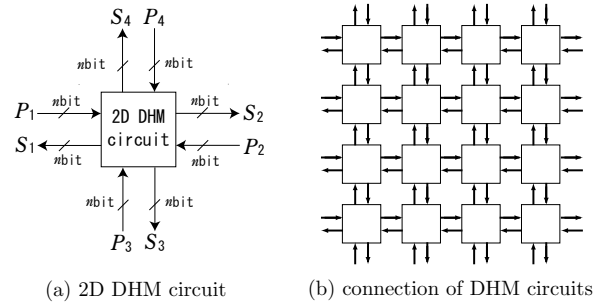 S4 P4
nbit nbit
P1 nbit nbit S2
2D DHM
circuit
S1 nbit nbit P2
nbit nbit
P3 S3
(a) 2D DHM circuit
(b) connection of DHM circuits